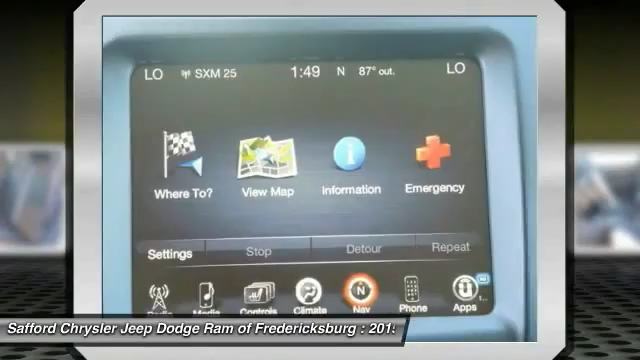 LO SXM 25 1:49 N 87° out. LO
Where To? View Map Information Emergency
Settings Stop Detour Repeat
Radio Media Controls Climate Nav Phone Apps
Safford Chrysler Jeep Dodge Ram of Fredericksburg : 201